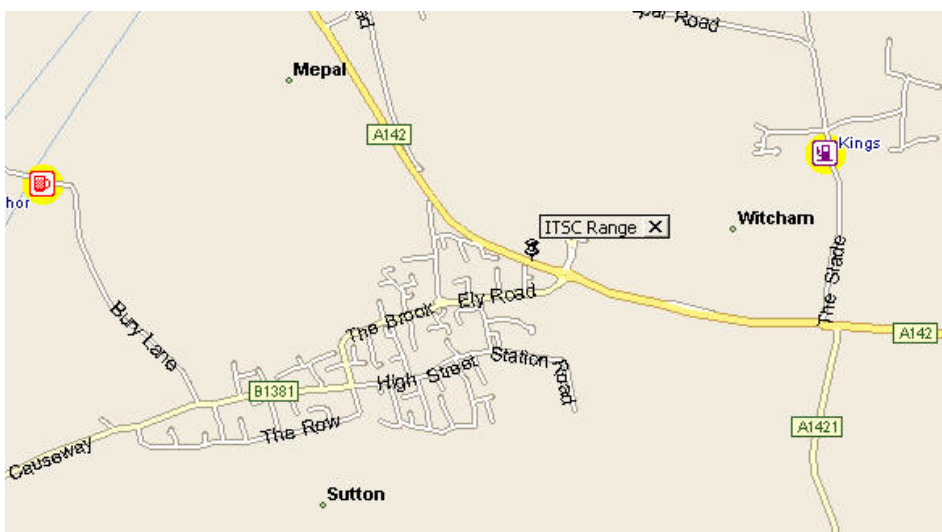 Road
Mepal
A142
Kings
hor
ITSC Range X
Witcham
The Slade
Ely Road
The Brook
Bury Lane
Station Road
High Street
A142
B1381
A1421
The Row
Causeway
Sutton